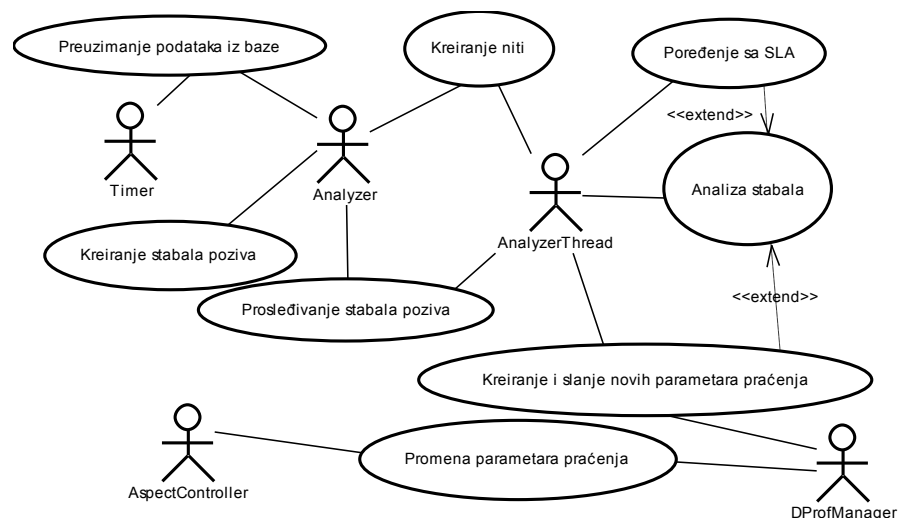 Preuzimanje podataka iz baze
Kreiranje niti
Poređenje sa SLA
<<extend>>
Timer
Analyzer
Analiza stabala
AnalyzerThread
Kreiranje stabala poziva
Prosleđivanje stabala poziva
<<extend>>
Kreiranje i slanje novih parametara praćenja
Promena parametara praćenja
AspectController
DProfManager